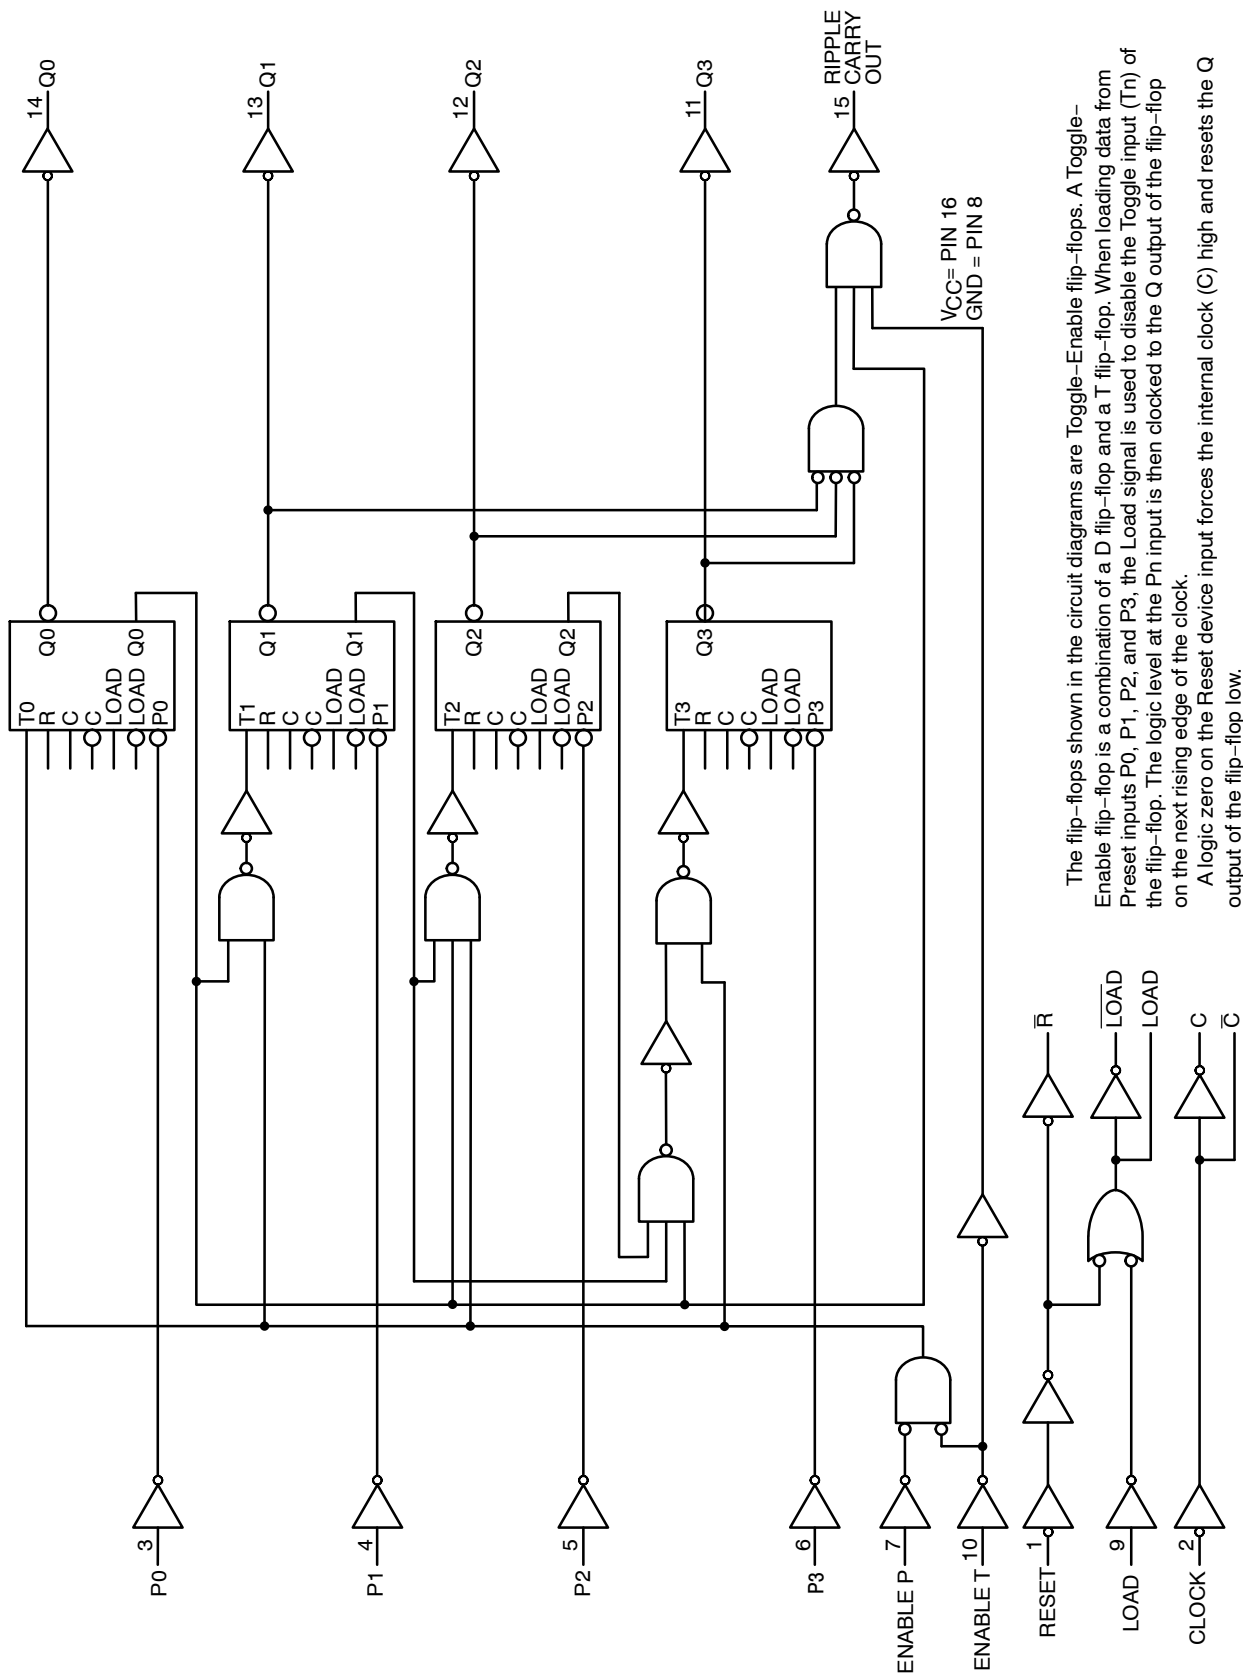 P0 3
P1 4
P2 5
P3 6
ENABLE P 7
ENABLE T 10
RESET 1
LOAD 9
CLOCK 2
T0 Q0
R
C
C
LOAD
LOAD Q0
P0
14 Q0
T1 Q1
R
C
C
LOAD
LOAD Q1
P1
13 Q1
T2 Q2
R
C
C
LOAD
LOAD Q2
P2
12 Q2
T3 Q3
R
C
C
LOAD
LOAD
P3
11 Q3
15 RIPPLE
CARRY
OUT
VCC= PIN 16
GND = PIN 8
R̅
L̅O̅A̅D̅
LOAD
C
C̅
The flip−flops shown in the circuit diagrams are Toggle−Enable flip−flops. A Toggle−
Enable flip−flop is a combination of a D flip−flop and a T flip−flop. When loading data from
Preset inputs P0, P1, P2, and P3, the Load signal is used to disable the Toggle input (Tn) of
the flip−flop. The logic level at the Pn input is then clocked to the Q output of the flip−flop
on the next rising edge of the clock.
A logic zero on the Reset device input forces the internal clock (C) high and resets the Q
output of the flip−flop low.